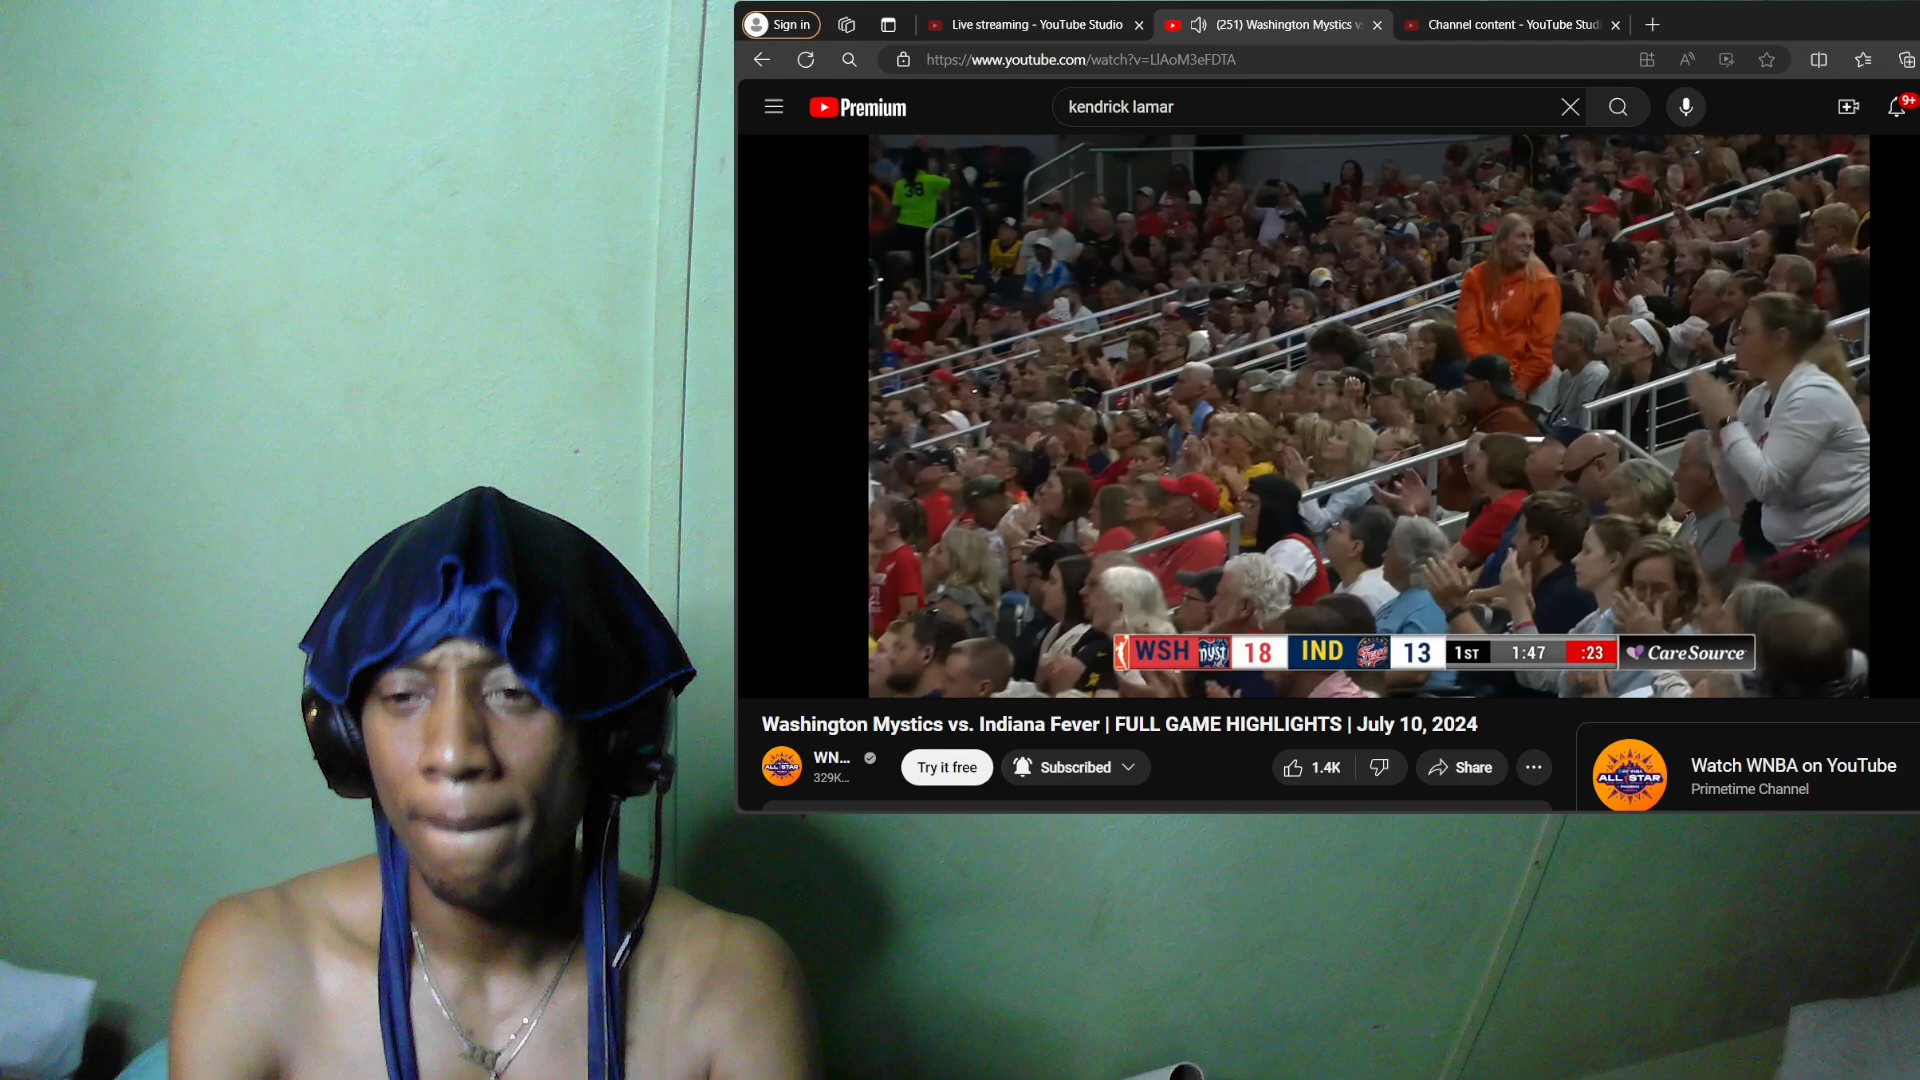 Sign in
Live streaming - YouTube Studio
(251) Washington Mystics v
Channel content - YouTube Stud
https://www.youtube.com/watch?v=LlAoM3eFDTA
Premium
kendrick lamar
9+
38
WSH 18 IND 13 1ST 1:47 :23 CareSource
Washington Mystics vs. Indiana Fever | FULL GAME HIGHLIGHTS | July 10, 2024
WN...
329K...
Try it free
Subscribed
1.4K
Share
ALL STAR
Watch WNBA on YouTube
Primetime Channel